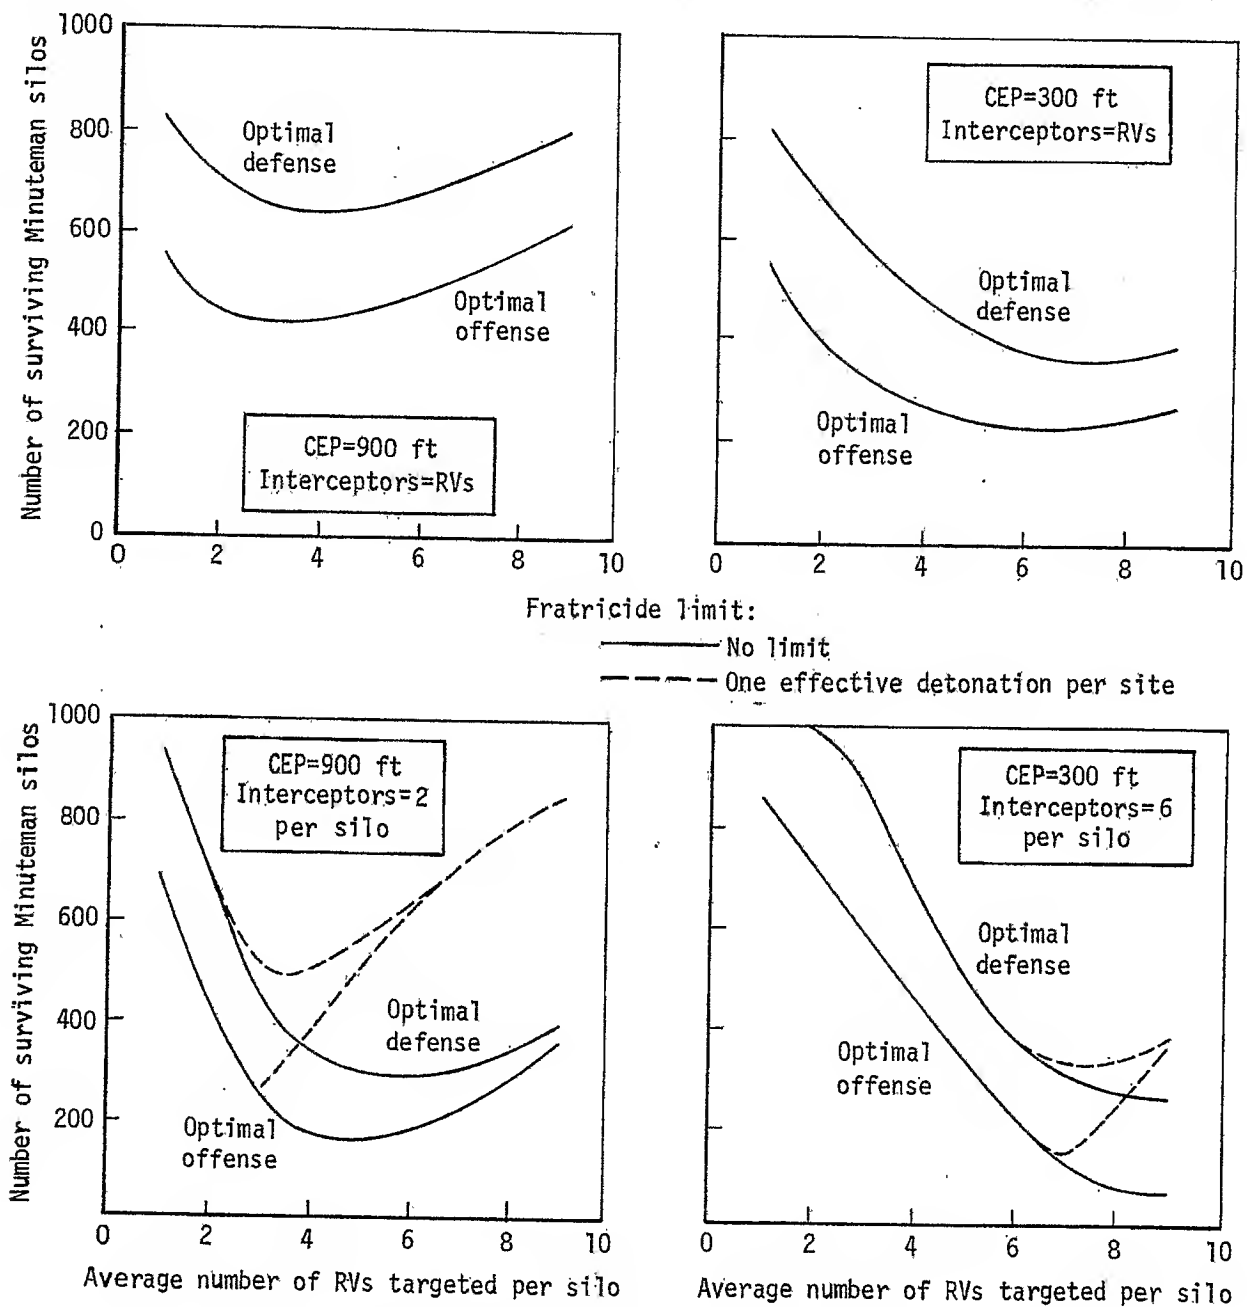 Number of surviving Minuteman silos
1000
800
600
400
200
0
Optimal
defense
Optimal
offense
CEP=900 ft
Interceptors=RVs
0 2 4 6 8 10
CEP=300 ft
Interceptors=RVs
Optimal
defense
Optimal
offense
0 2 4 6 8 10
Fratricide limit:
No limit
One effective detonation per site
Number of surviving Minuteman silos
1000
800
600
400
200
CEP=900 ft
Interceptors=2
per silo
Optimal
defense
Optimal
offense
0 2 4 6 8 10
Average number of RVs targeted per silo
CEP=300 ft
Interceptors=6
per silo
Optimal
defense
Optimal
offense
0 2 4 6 8 10
Average number of RVs targeted per silo